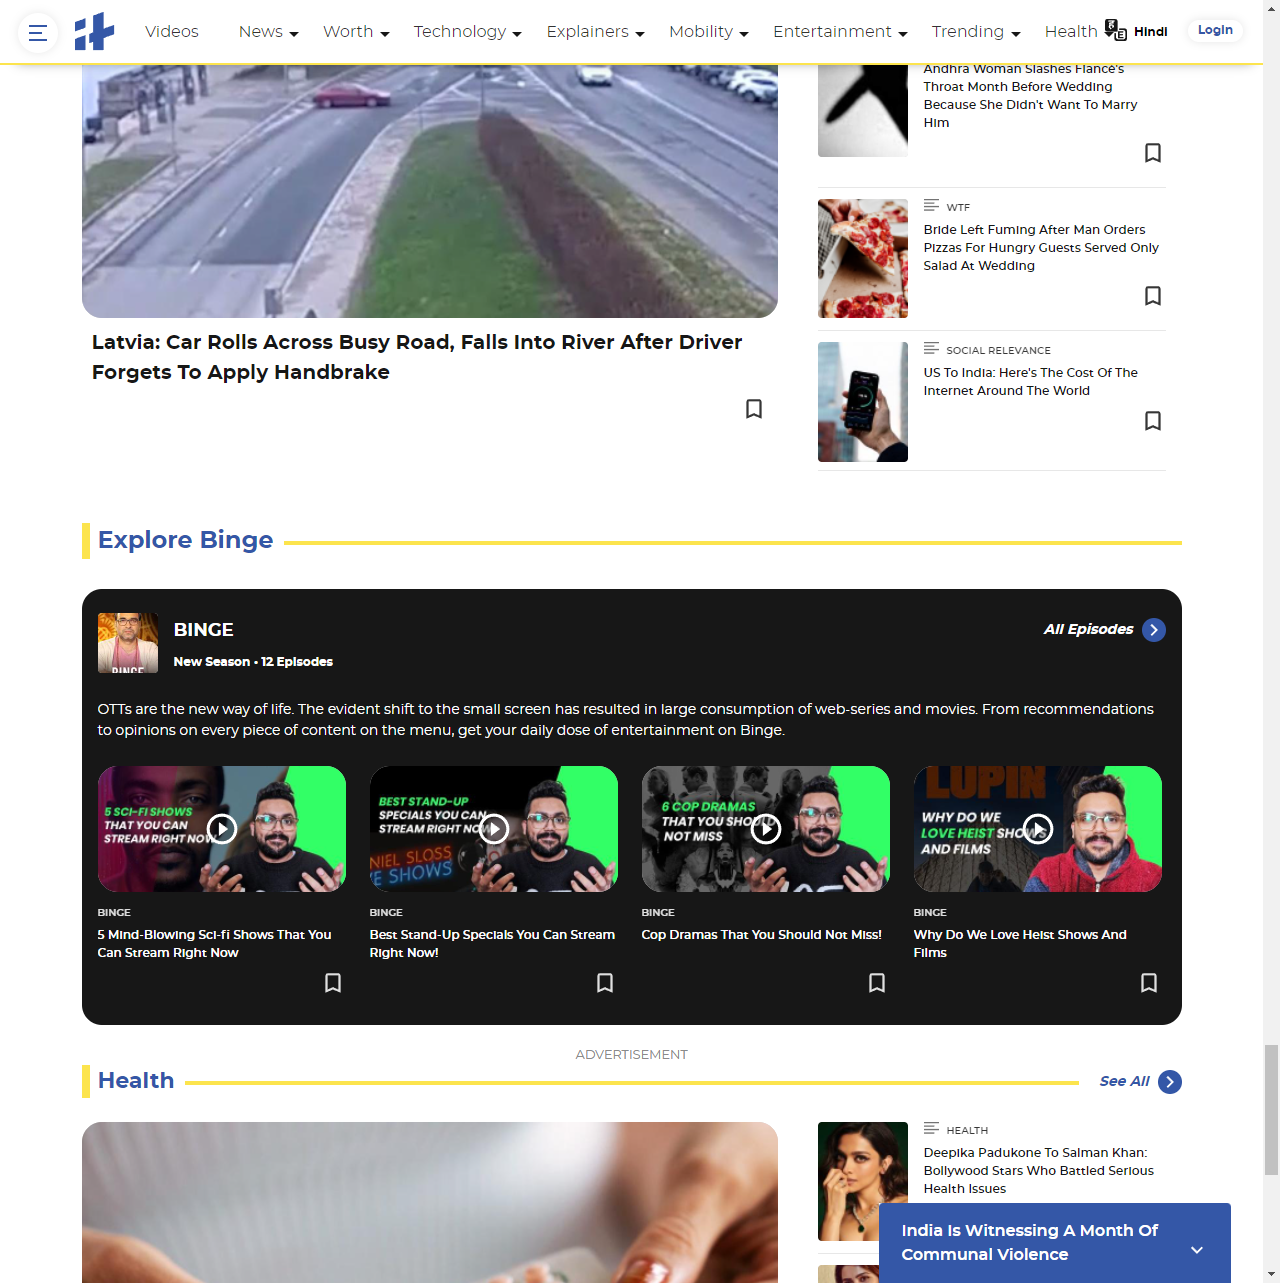 Videos
News
Worth
Technology
Explainers
Mobility
Entertainment
Trending
Health
Hindi
Login
Latvia: Car Rolls Across Busy Road, Falls Into River After Driver
Forgets To Apply Handbrake
Andhra Woman Slashes Fiance's
Throat Month Before Wedding
Because She Didn't Want To Marry
Him
WTF
Bride Left Fuming After Man Orders
Pizzas For Hungry Guests Served Only
Salad At Wedding
SOCIAL RELEVANCE
US To India: Here's The Cost Of The
Internet Around The World
Explore Binge
BINGE
New Season • 12 Episodes
All Episodes
OTTs are the new way of life. The evident shift to the small screen has resulted in large consumption of web-series and movies. From recommendations
to opinions on every piece of content on the menu, get your daily dose of entertainment on Binge.
5 SCI-FI SHOWS
THAT YOU CAN
STREAM RIGHT NOW
BINGE
5 Mind-Blowing Sci-fi Shows That You
Can Stream Right Now
BEST STAND-UP
SPECIALS YOU CAN
STREAM RIGHT NOW
NIEL SLOSS
E SHOWS
BINGE
Best Stand-Up Specials You Can Stream
Right Now!
6 COP DRAMAS
THAT YOU SHOULD
NOT MISS
BINGE
Cop Dramas That You Should Not Miss!
LUPIN
WHY DO WE
LOVE HEIST SHOWS
AND FILMS
BINGE
Why Do We Love Heist Shows And
Films
ADVERTISEMENT
Health
See All
HEALTH
Deepika Padukone To Salman Khan:
Bollywood Stars Who Battled Serious
Health Issues
India Is Witnessing A Month Of
Communal Violence